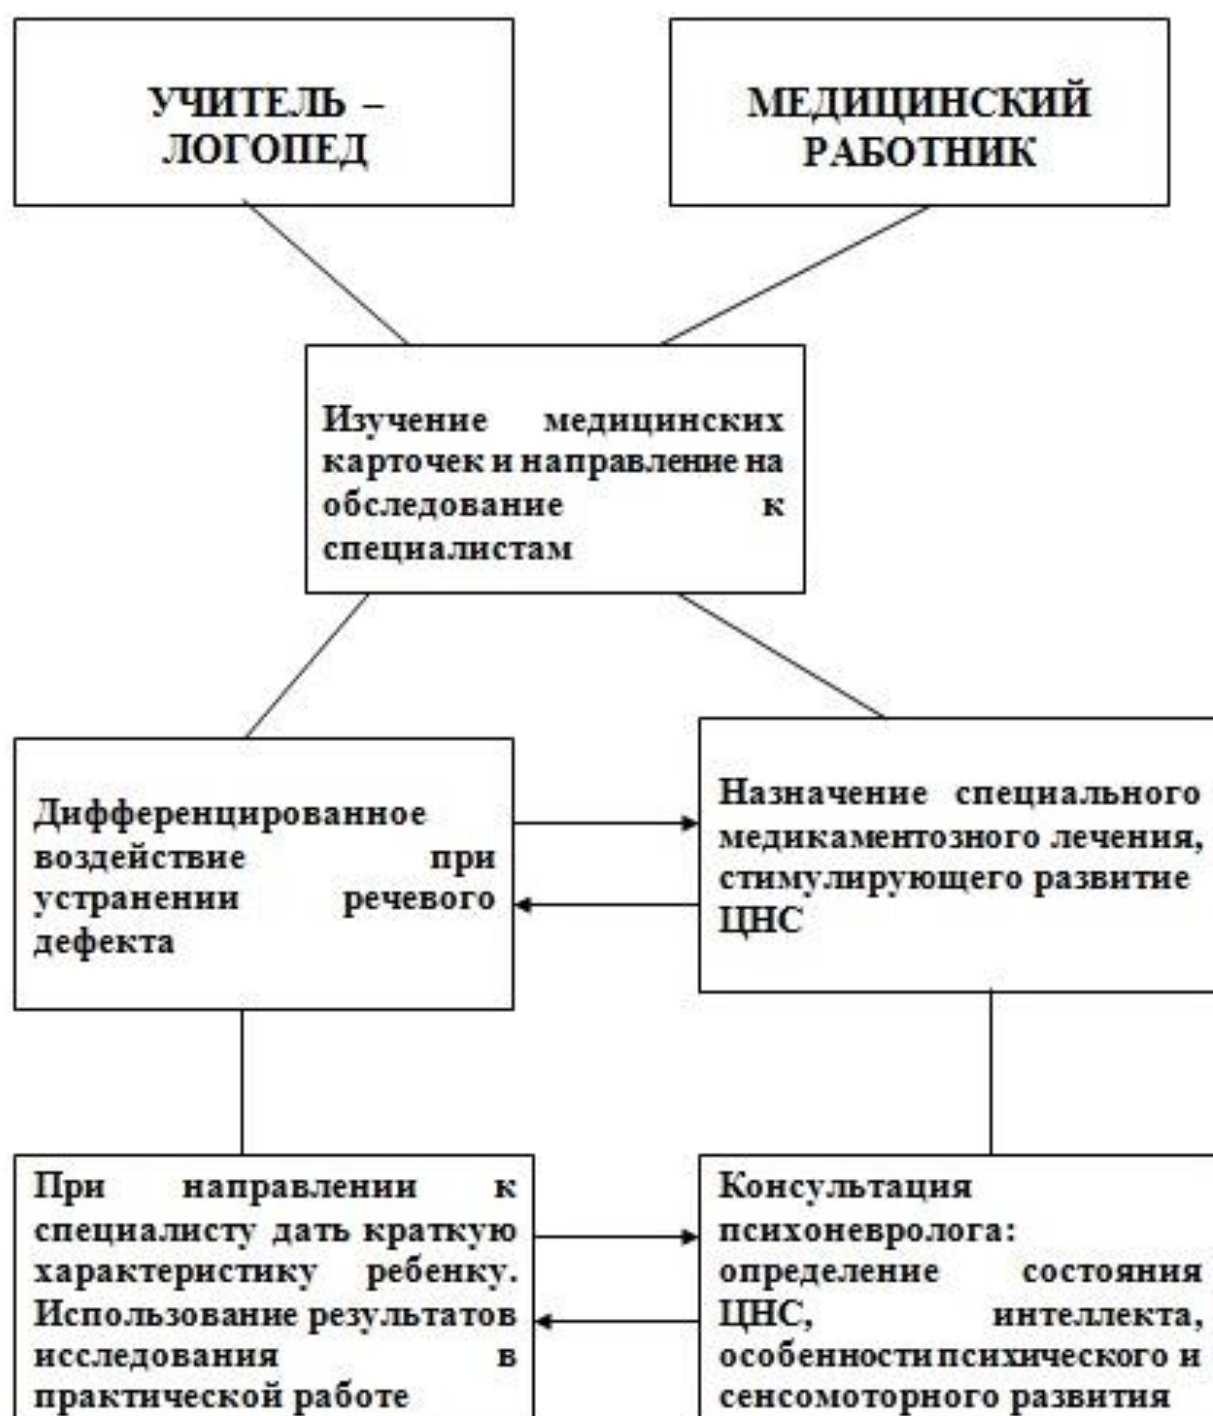 УЧИТЕЛЬ –
ЛОГОПЕД
МЕДИЦИНСКИЙ
РАБОТНИК
Изучение медицинских
карточек и направление на
обследование к
специалистам
Дифференцированное
воздействие при
устранении речевого
дефекта
Назначение специального
медикаментозного лечения,
стимулирующего развитие
ЦНС
При направлении к
специалисту дать краткую
характеристику ребенку.
Использование результатов
исследования в
практической работе
Консультация
психоневролога:
определение состояния
ЦНС, интеллекта,
особенности психического и
сенсомоторного развития